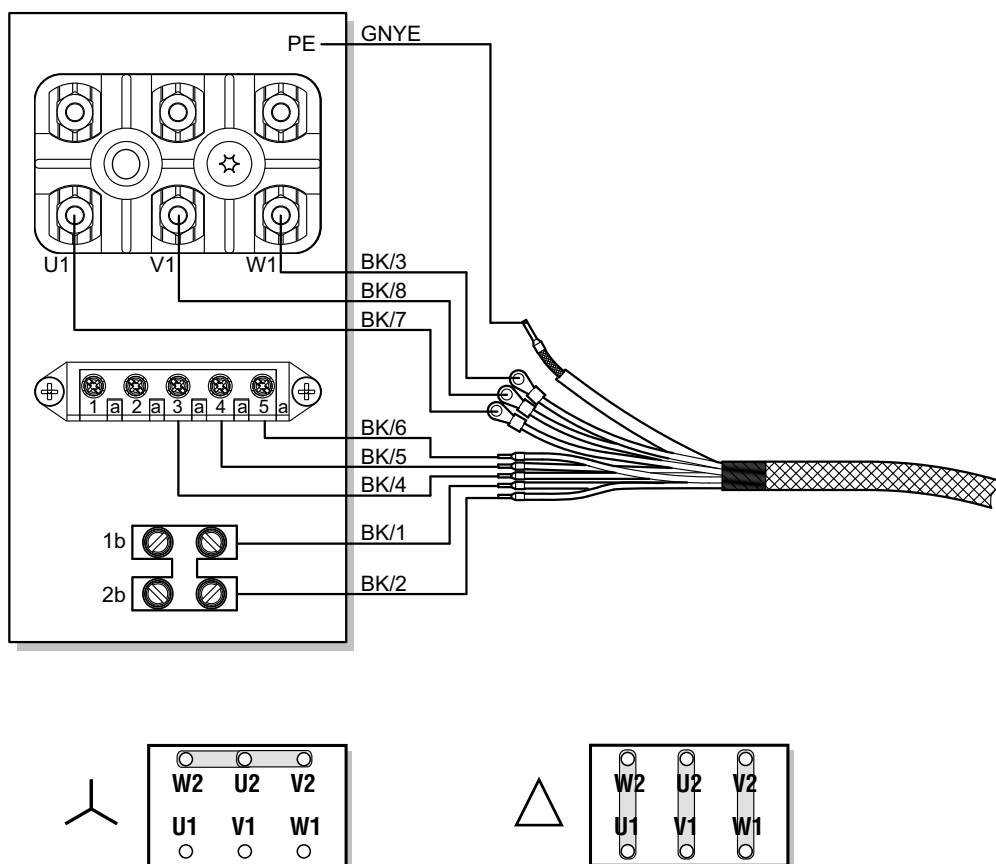 PE GNYE
U1 V1 W1
BK/3
BK/8
BK/7
1 a 2 a 3 a 4 a 5 a
BK/6
BK/5
BK/4
1b BK/1
2b BK/2
W2 U2 V2
U1 V1 W1
W2 U2 V2
U1 V1 W1